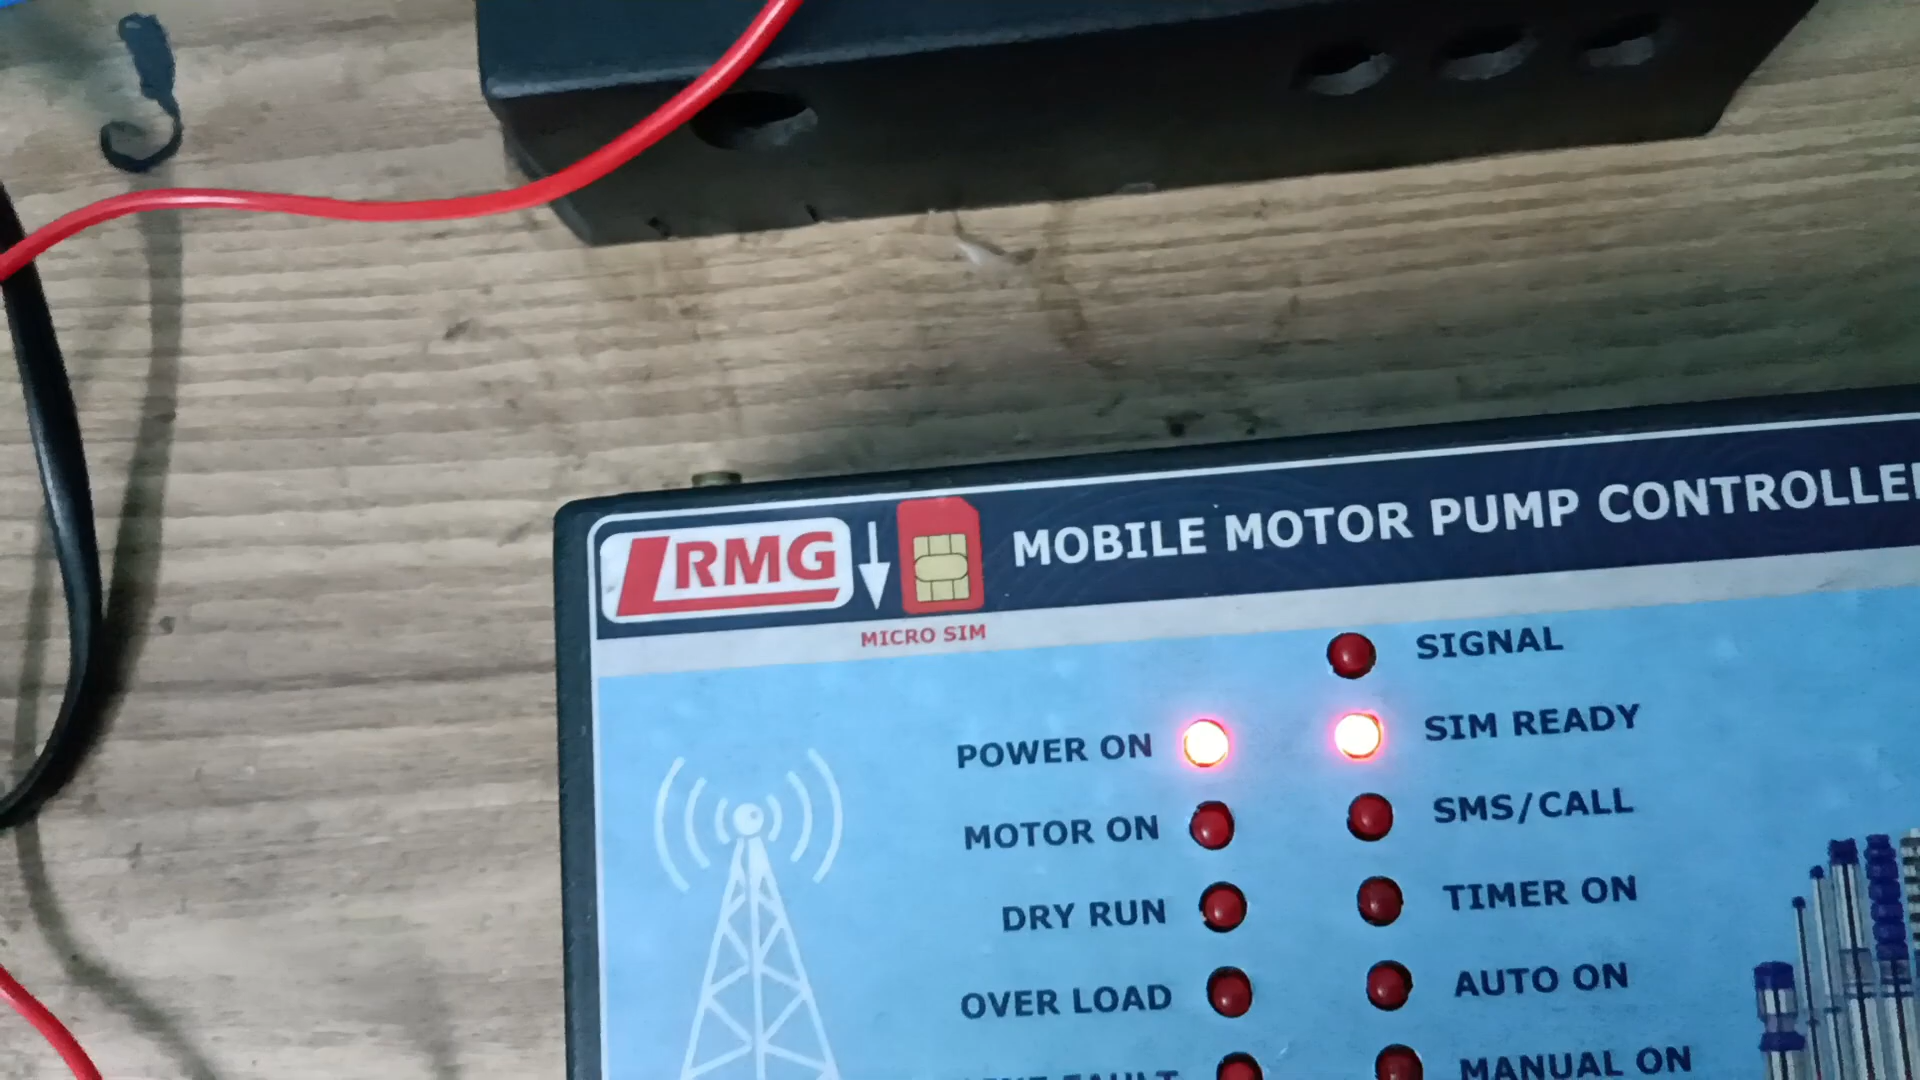 RMG
MICRO SIM
MOBILE MOTOR PUMP CONTROLLE
SIGNAL
POWER ON
SIM READY
MOTOR ON
SMS/CALL
DRY RUN
TIMER ON
OVER LOAD
AUTO ON
FAULT
MANUAL ON